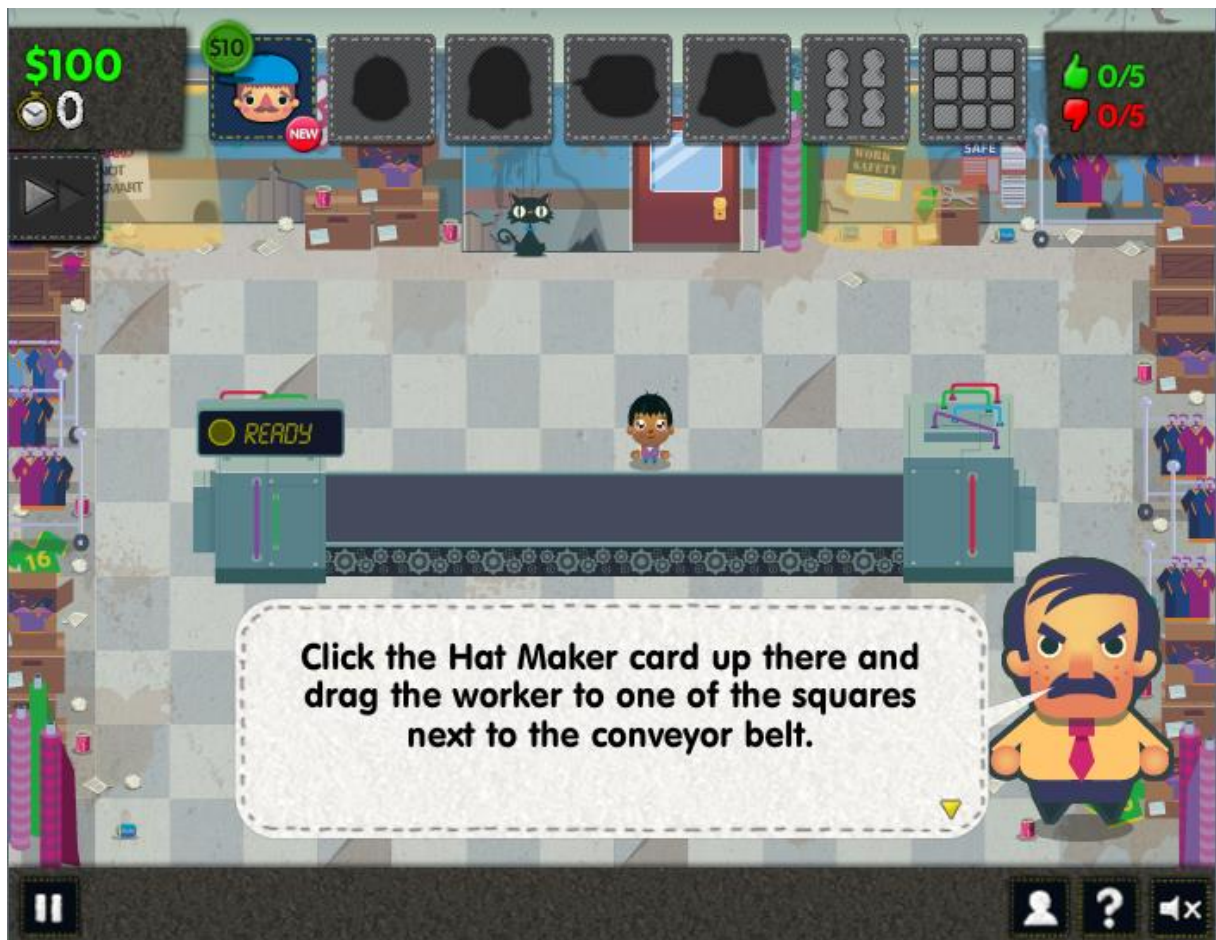 $100
0
$10
NEW
0/5
0/5
NOT
SMART
WORK
SAFETY
SAFE
READY
16
Click the Hat Maker card up there and
drag the worker to one of the squares
next to the conveyor belt.
?